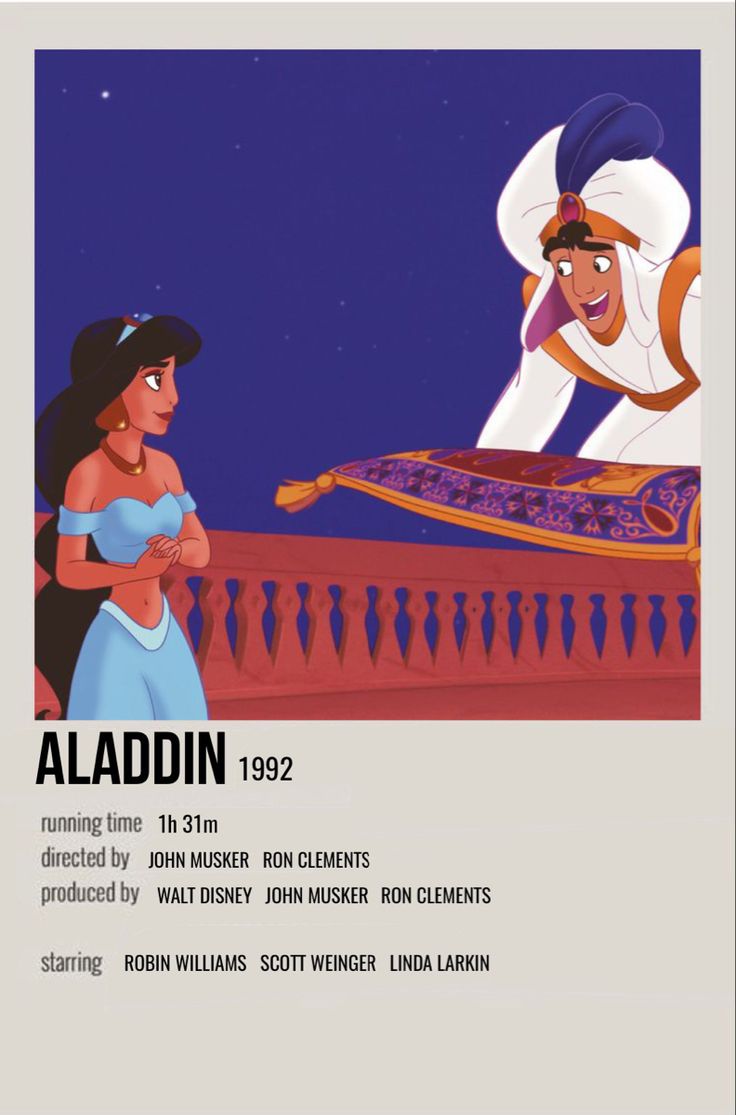 ALADDIN 1992
running time 1h 31m
directed by JOHN MUSKER RON CLEMENTS
produced by WALT DISNEY JOHN MUSKER RON CLEMENTS
starring ROBIN WILLIAMS SCOTT WEINGER LINDA LARKIN